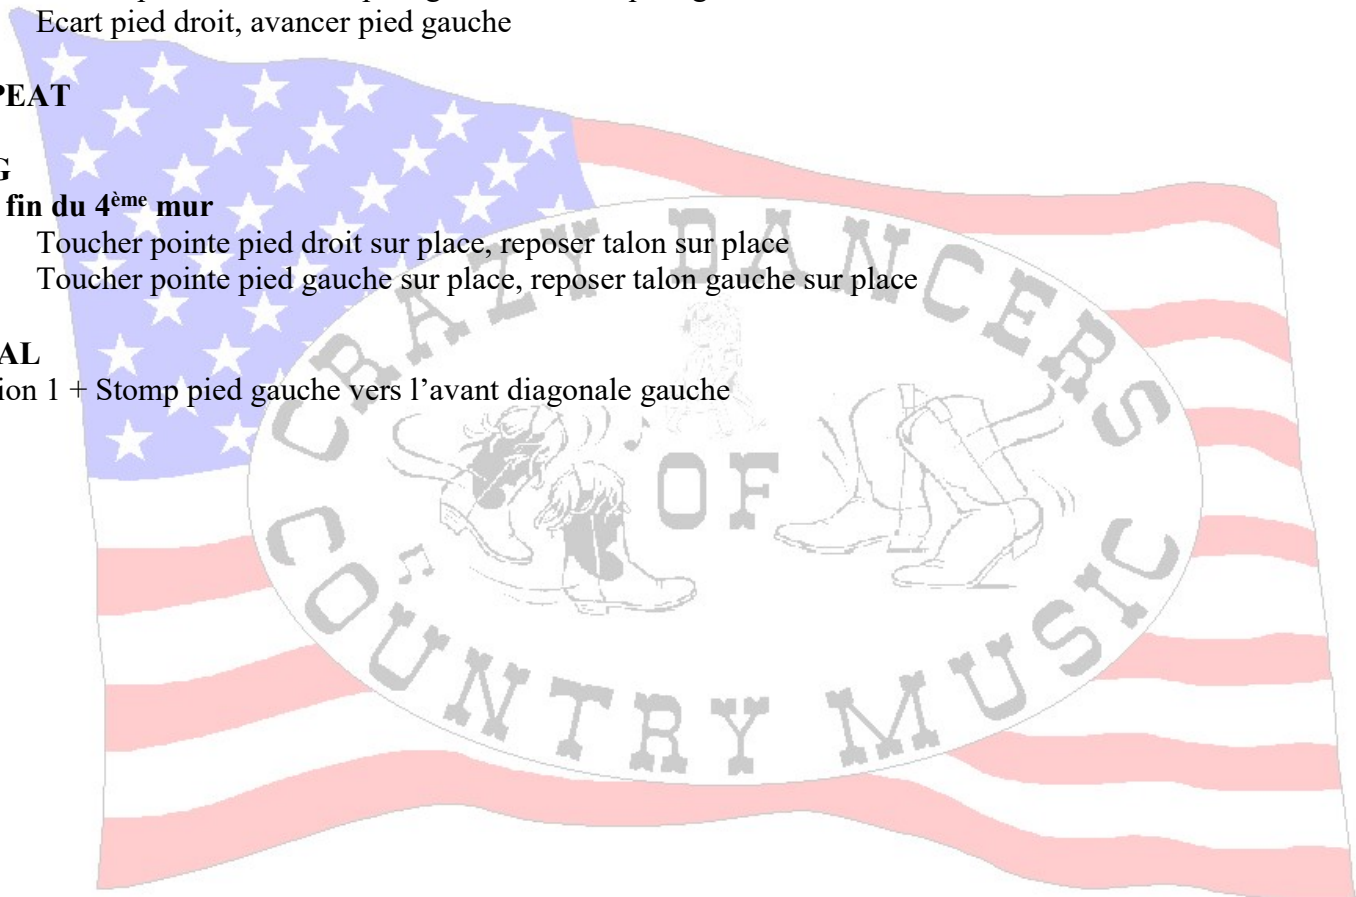 Ecart pied droit, avancer pied gauche
PEAT
G
fin du 4ème mur
Toucher pointe pied droit sur place, reposer talon sur place
Toucher pointe pied gauche sur place, reposer talon gauche sur place
AL
ion 1 + Stomp pied gauche vers l’avant diagonale gauche
CRAZY DANCERS
OF
COUNTRY MUSIC